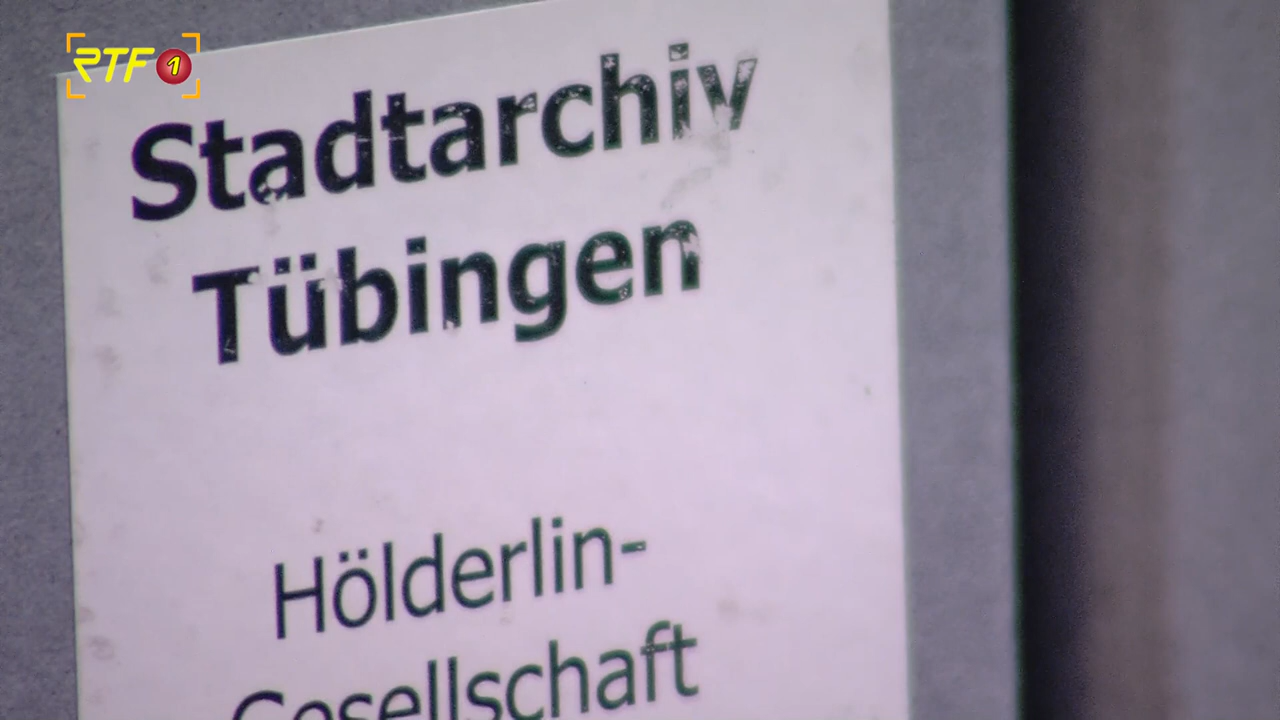 RTF 1
Stadtarchiv
Tübingen
Hölderlin-
Gesellschaft